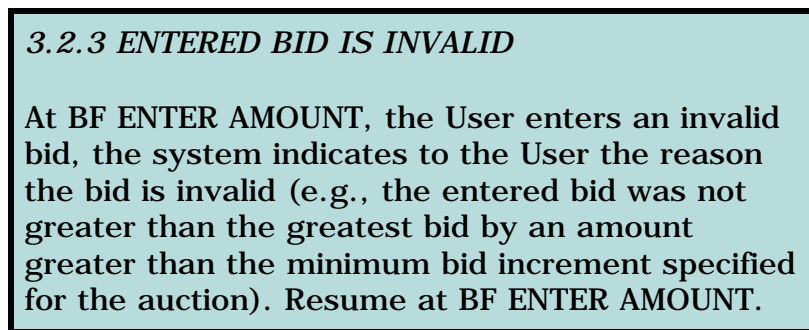 3.2.3 ENTERED BID IS INVALID
At BF ENTER AMOUNT, the User enters an invalid
bid, the system indicates to the User the reason
the bid is invalid (e.g., the entered bid was not
greater than the greatest bid by an amount
greater than the minimum bid increment specified
for the auction). Resume at BF ENTER AMOUNT.